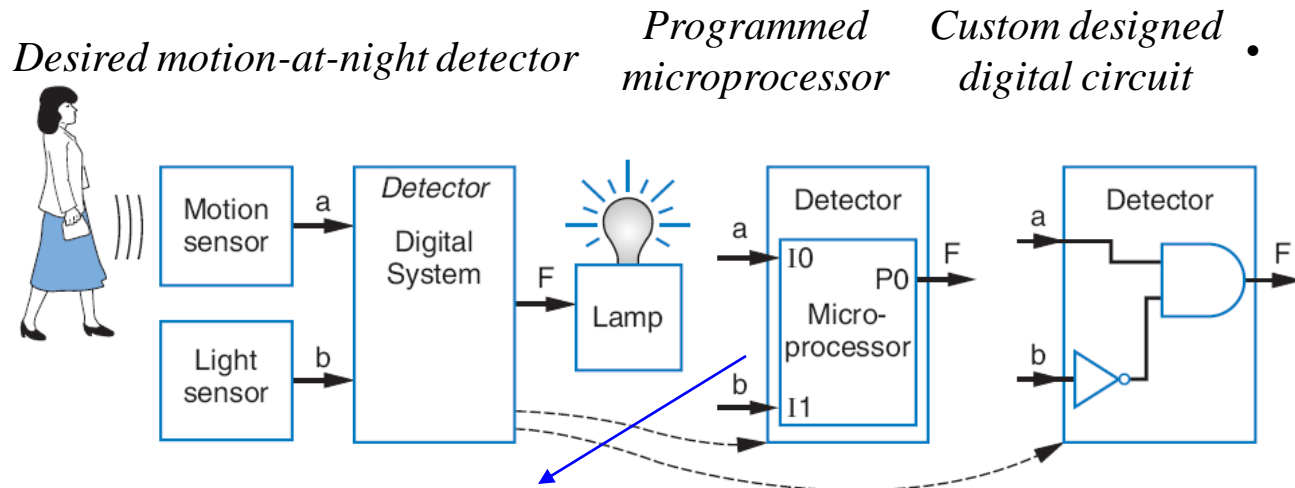 Desired motion-at-night detector
Programmed
microprocessor
Custom designed
digital circuit
•
Motion
sensor
a
Light
sensor
b
Detector
Digital
System
F
Lamp
Detector
a
I0
P0
F
Micro-
processor
b
I1
Detector
a
F
b